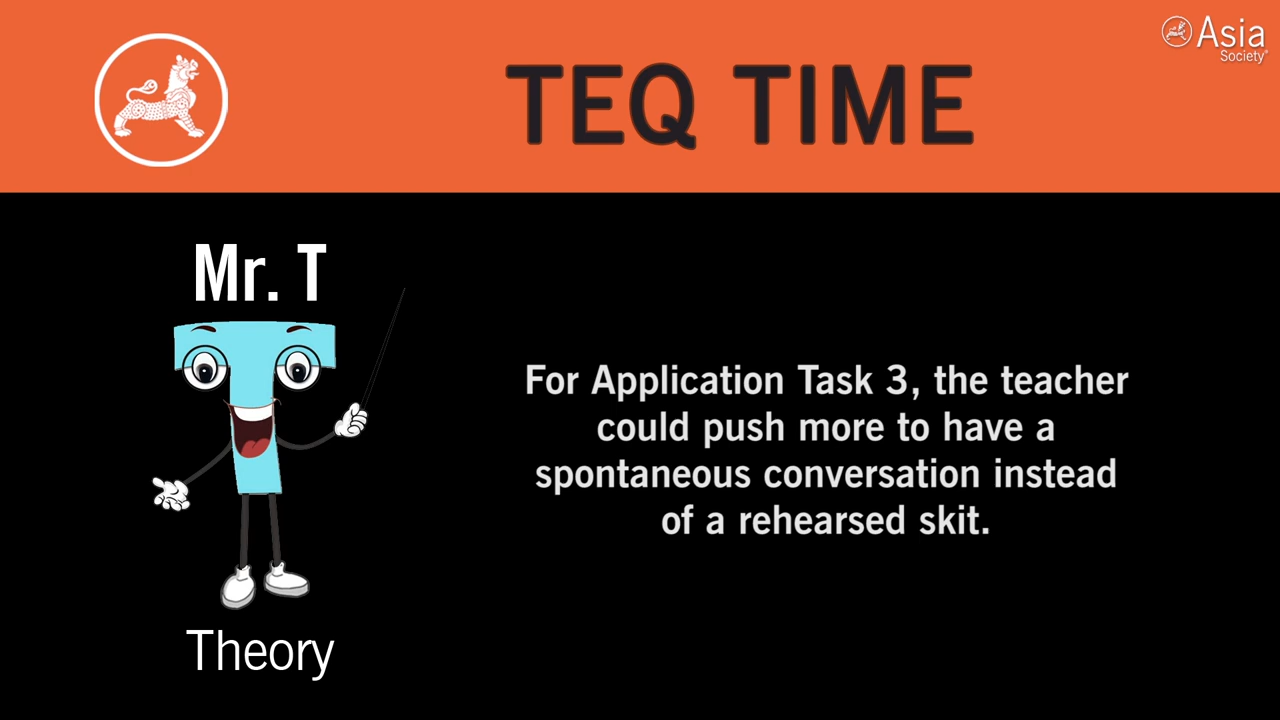 Asia
Society
TEQ TIME
Mr. T
For Application Task 3, the teacher
could push more to have a
spontaneous conversation instead
of a rehearsed skit.
Theory